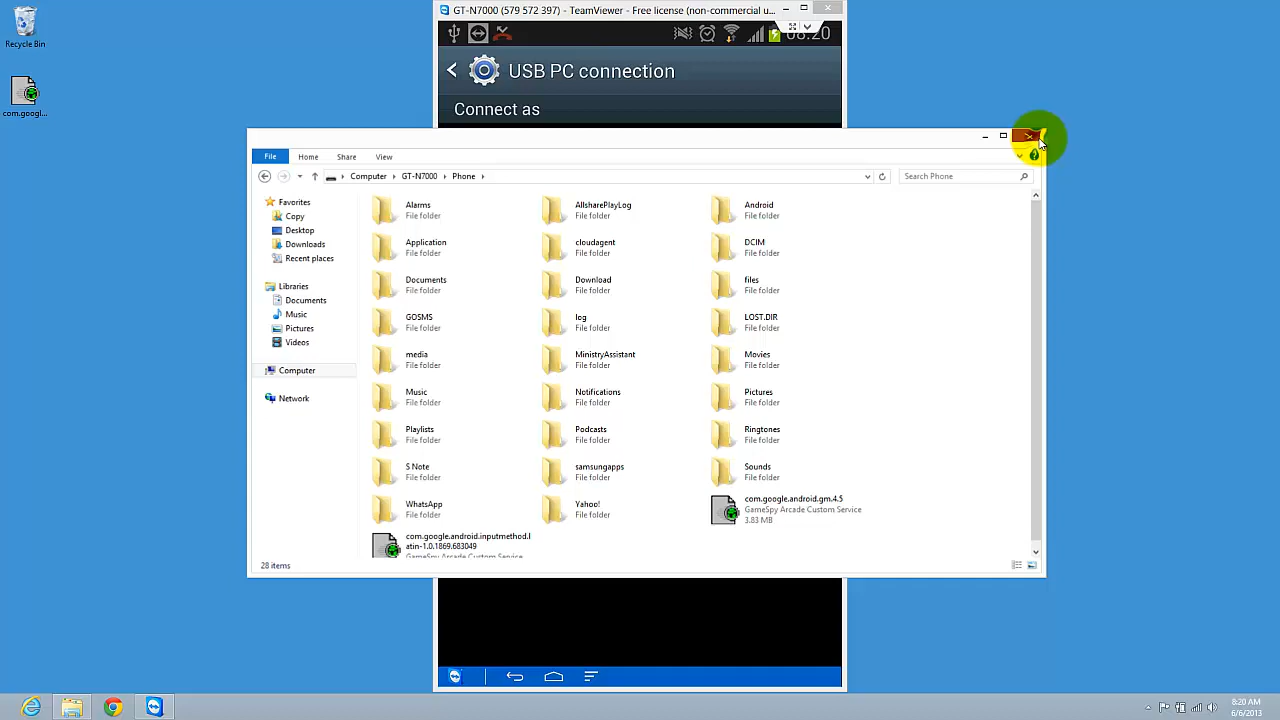 GT-N7000 (579 572 397) - TeamViewer - Free license (non-commercial u...
Recycle Bin
08:20
USB PC connection
com.googl...
Connect as
File
Home
Share
View
Computer
GT-N7000
Phone
Search Phone
Favorites
Copy
Desktop
Downloads
Recent places
Libraries
Documents
Music
Pictures
Videos
Computer
Network
Alarms
File folder
AllsharePlayLog
File folder
Android
File folder
Application
File folder
cloudagent
File folder
DCIM
File folder
Documents
File folder
Download
File folder
files
File folder
GOSMS
File folder
log
File folder
LOST.DIR
File folder
media
File folder
MinistryAssistant
File folder
Movies
File folder
Music
File folder
Notifications
File folder
Pictures
File folder
Playlists
File folder
Podcasts
File folder
Ringtones
File folder
S Note
File folder
samsungapps
File folder
Sounds
File folder
WhatsApp
File folder
Yahoo!
File folder
com.google.android.gm.4.5
GameSpy Arcade Custom Service
3.83 MB
com.google.android.inputmethod.l
atin-1.0.1869.683049
GameSpy Arcade Custom Service
28 items
8:20 AM
6/6/2013